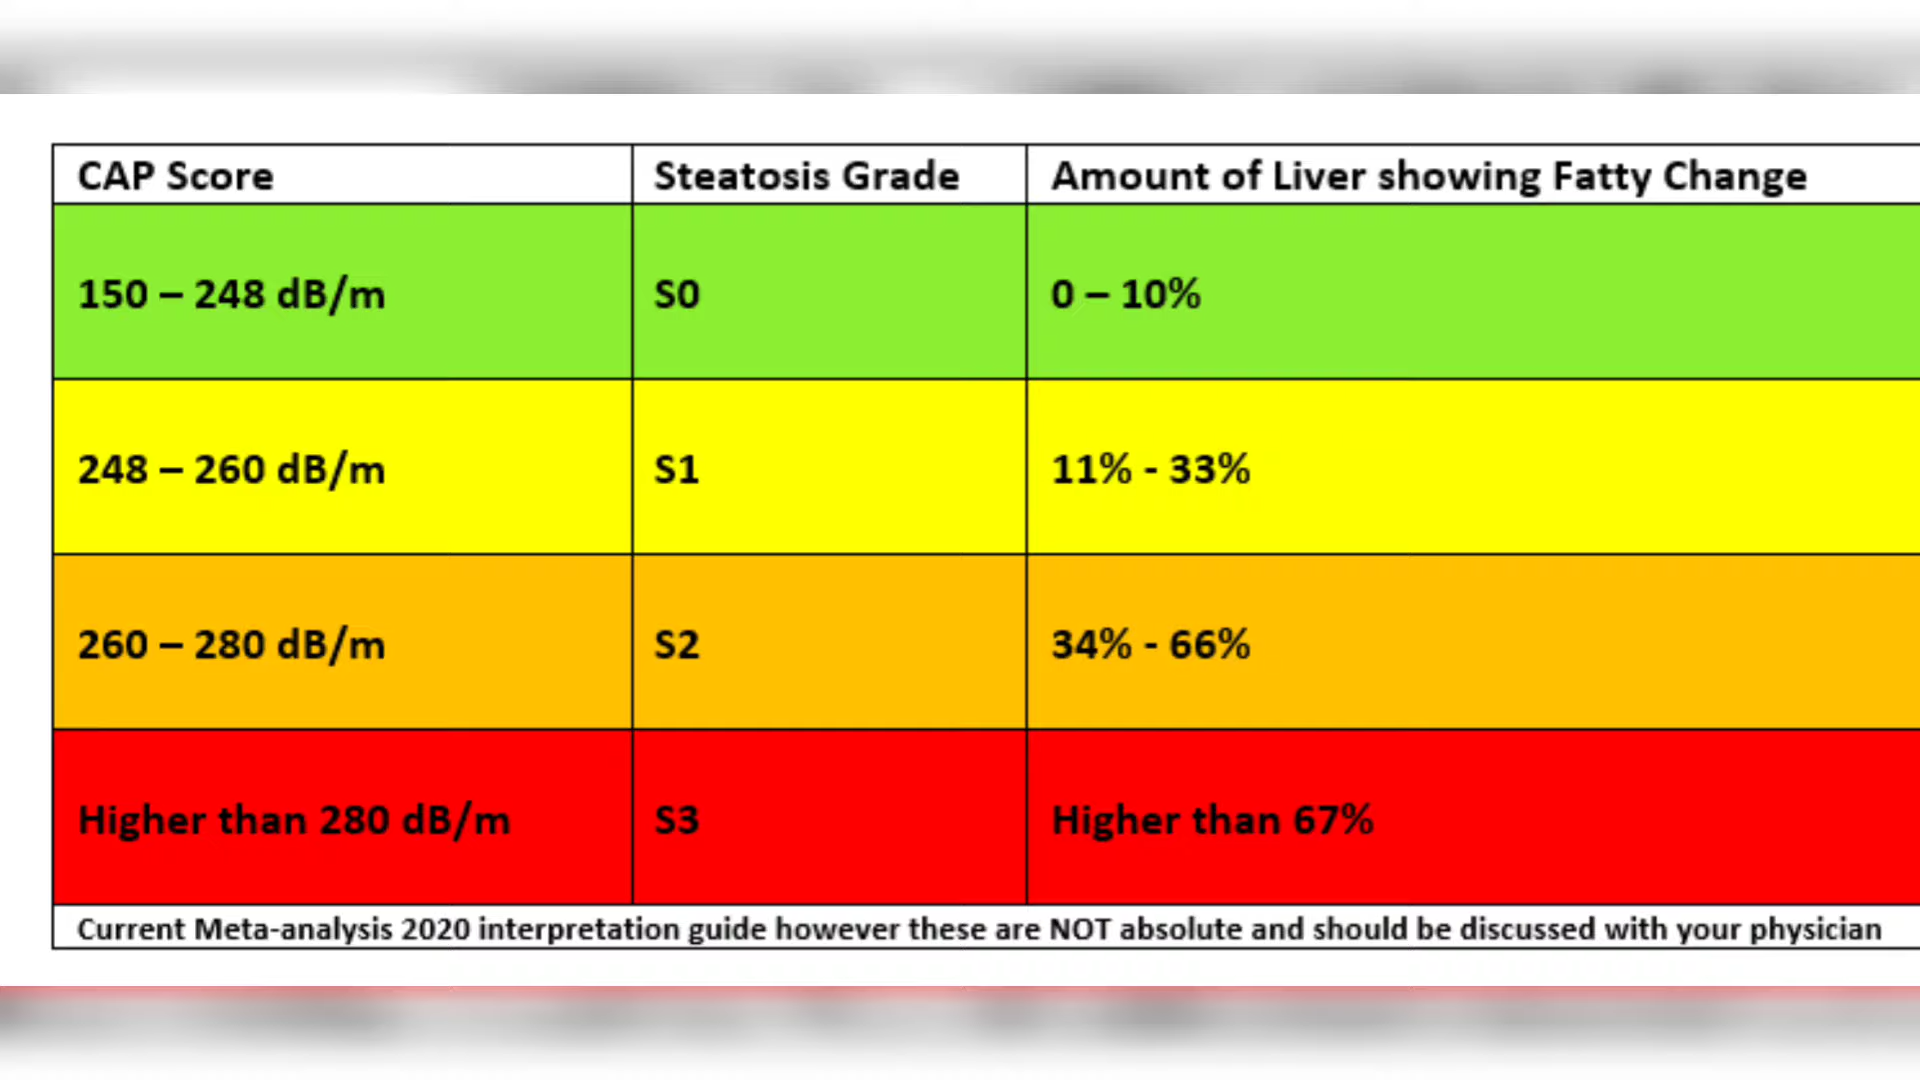 CAP Score Steatosis Grade Amount of Liver showing Fatty Change
150 – 248 dB/m S0 0 – 10%
248 – 260 dB/m S1 11% - 33%
260 – 280 dB/m S2 34% - 66%
Higher than 280 dB/m S3 Higher than 67%
Current Meta-analysis 2020 interpretation guide however these are NOT absolute and should be discussed with your physician